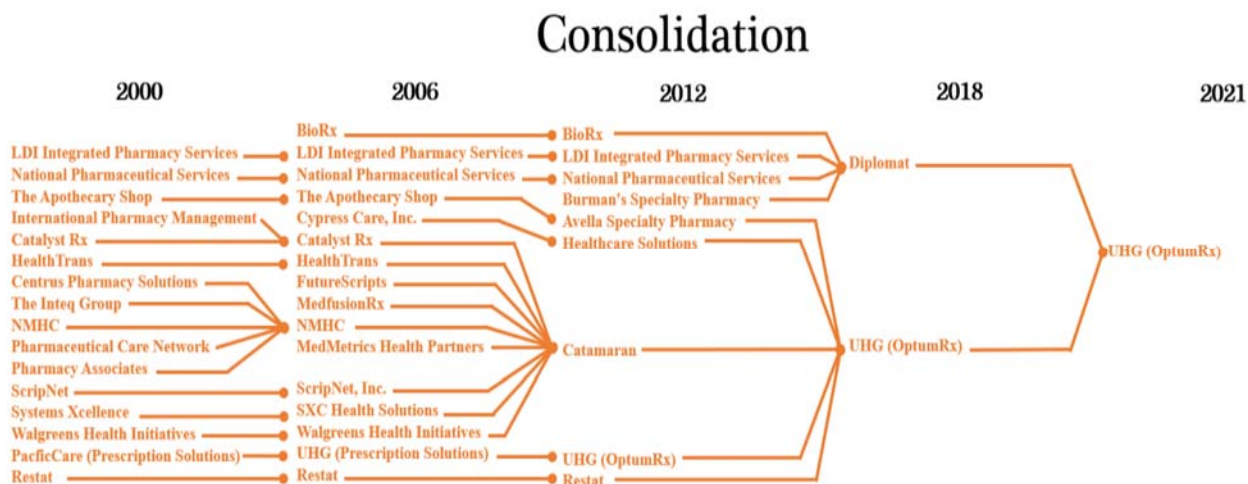 Consolidation
2000 2006 2012 2018 2021
BioRx BioRx
LDI Integrated Pharmacy Services LDI Integrated Pharmacy Services LDI Integrated Pharmacy Services Diplomat
National Pharmaceutical Services National Pharmaceutical Services National Pharmaceutical Services
The Apothecary Shop The Apothecary Shop Burman's Specialty Pharmacy
International Pharmacy Management Cypress Care, Inc. Avella Specialty Pharmacy
Catalyst Rx Catalyst Rx Healthcare Solutions UHG (OptumRx)
HealthTrans HealthTrans
Centrus Pharmacy Solutions FutureScripts
The Inteq Group MedfusionRx
NMHC NMHC
Pharmaceutical Care Network MedMetrics Health Partners Catamaran UHG (OptumRx)
Pharmacy Associates
ScripNet ScripNet, Inc.
Systems Xcellence SXC Health Solutions
Walgreens Health Initiatives Walgreens Health Initiatives
PacficCare (Prescription Solutions) UHG (Prescription Solutions) UHG (OptumRx)
Restat Restat Restat